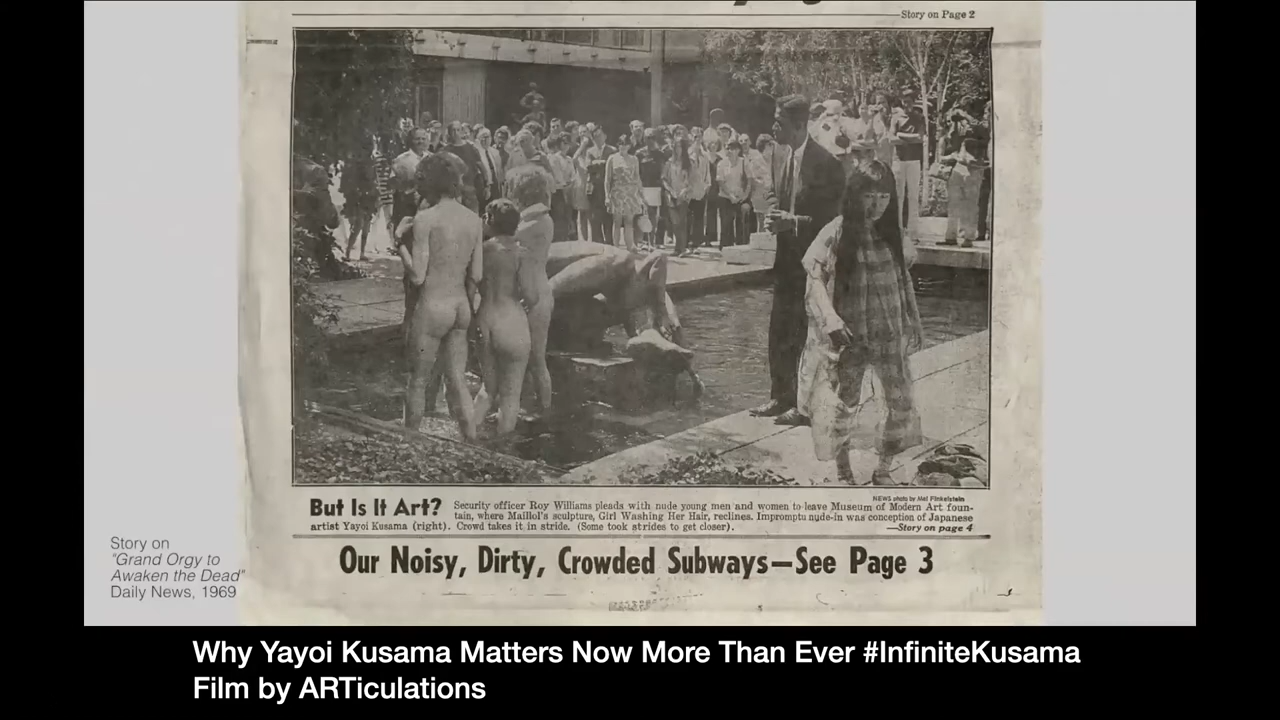 Story on Page 2
NEWS photo by Mel Finkelstein
But Is It Art? Security officer Roy Williams pleads with nude young men and women to leave Museum of Modern Art foun-
tain, where Maillol's sculpture, Girl Washing Her Hair, reclines. Impromptu nude-in was conception of Japanese
artist Yayoi Kusama (right). Crowd takes it in stride. (Some took strides to get closer). —Story on page 4
Our Noisy, Dirty, Crowded Subways—See Page 3
Story on
"Grand Orgy to
Awaken the Dead"
Daily News, 1969
Why Yayoi Kusama Matters Now More Than Ever #InfiniteKusama
Film by ARTiculations